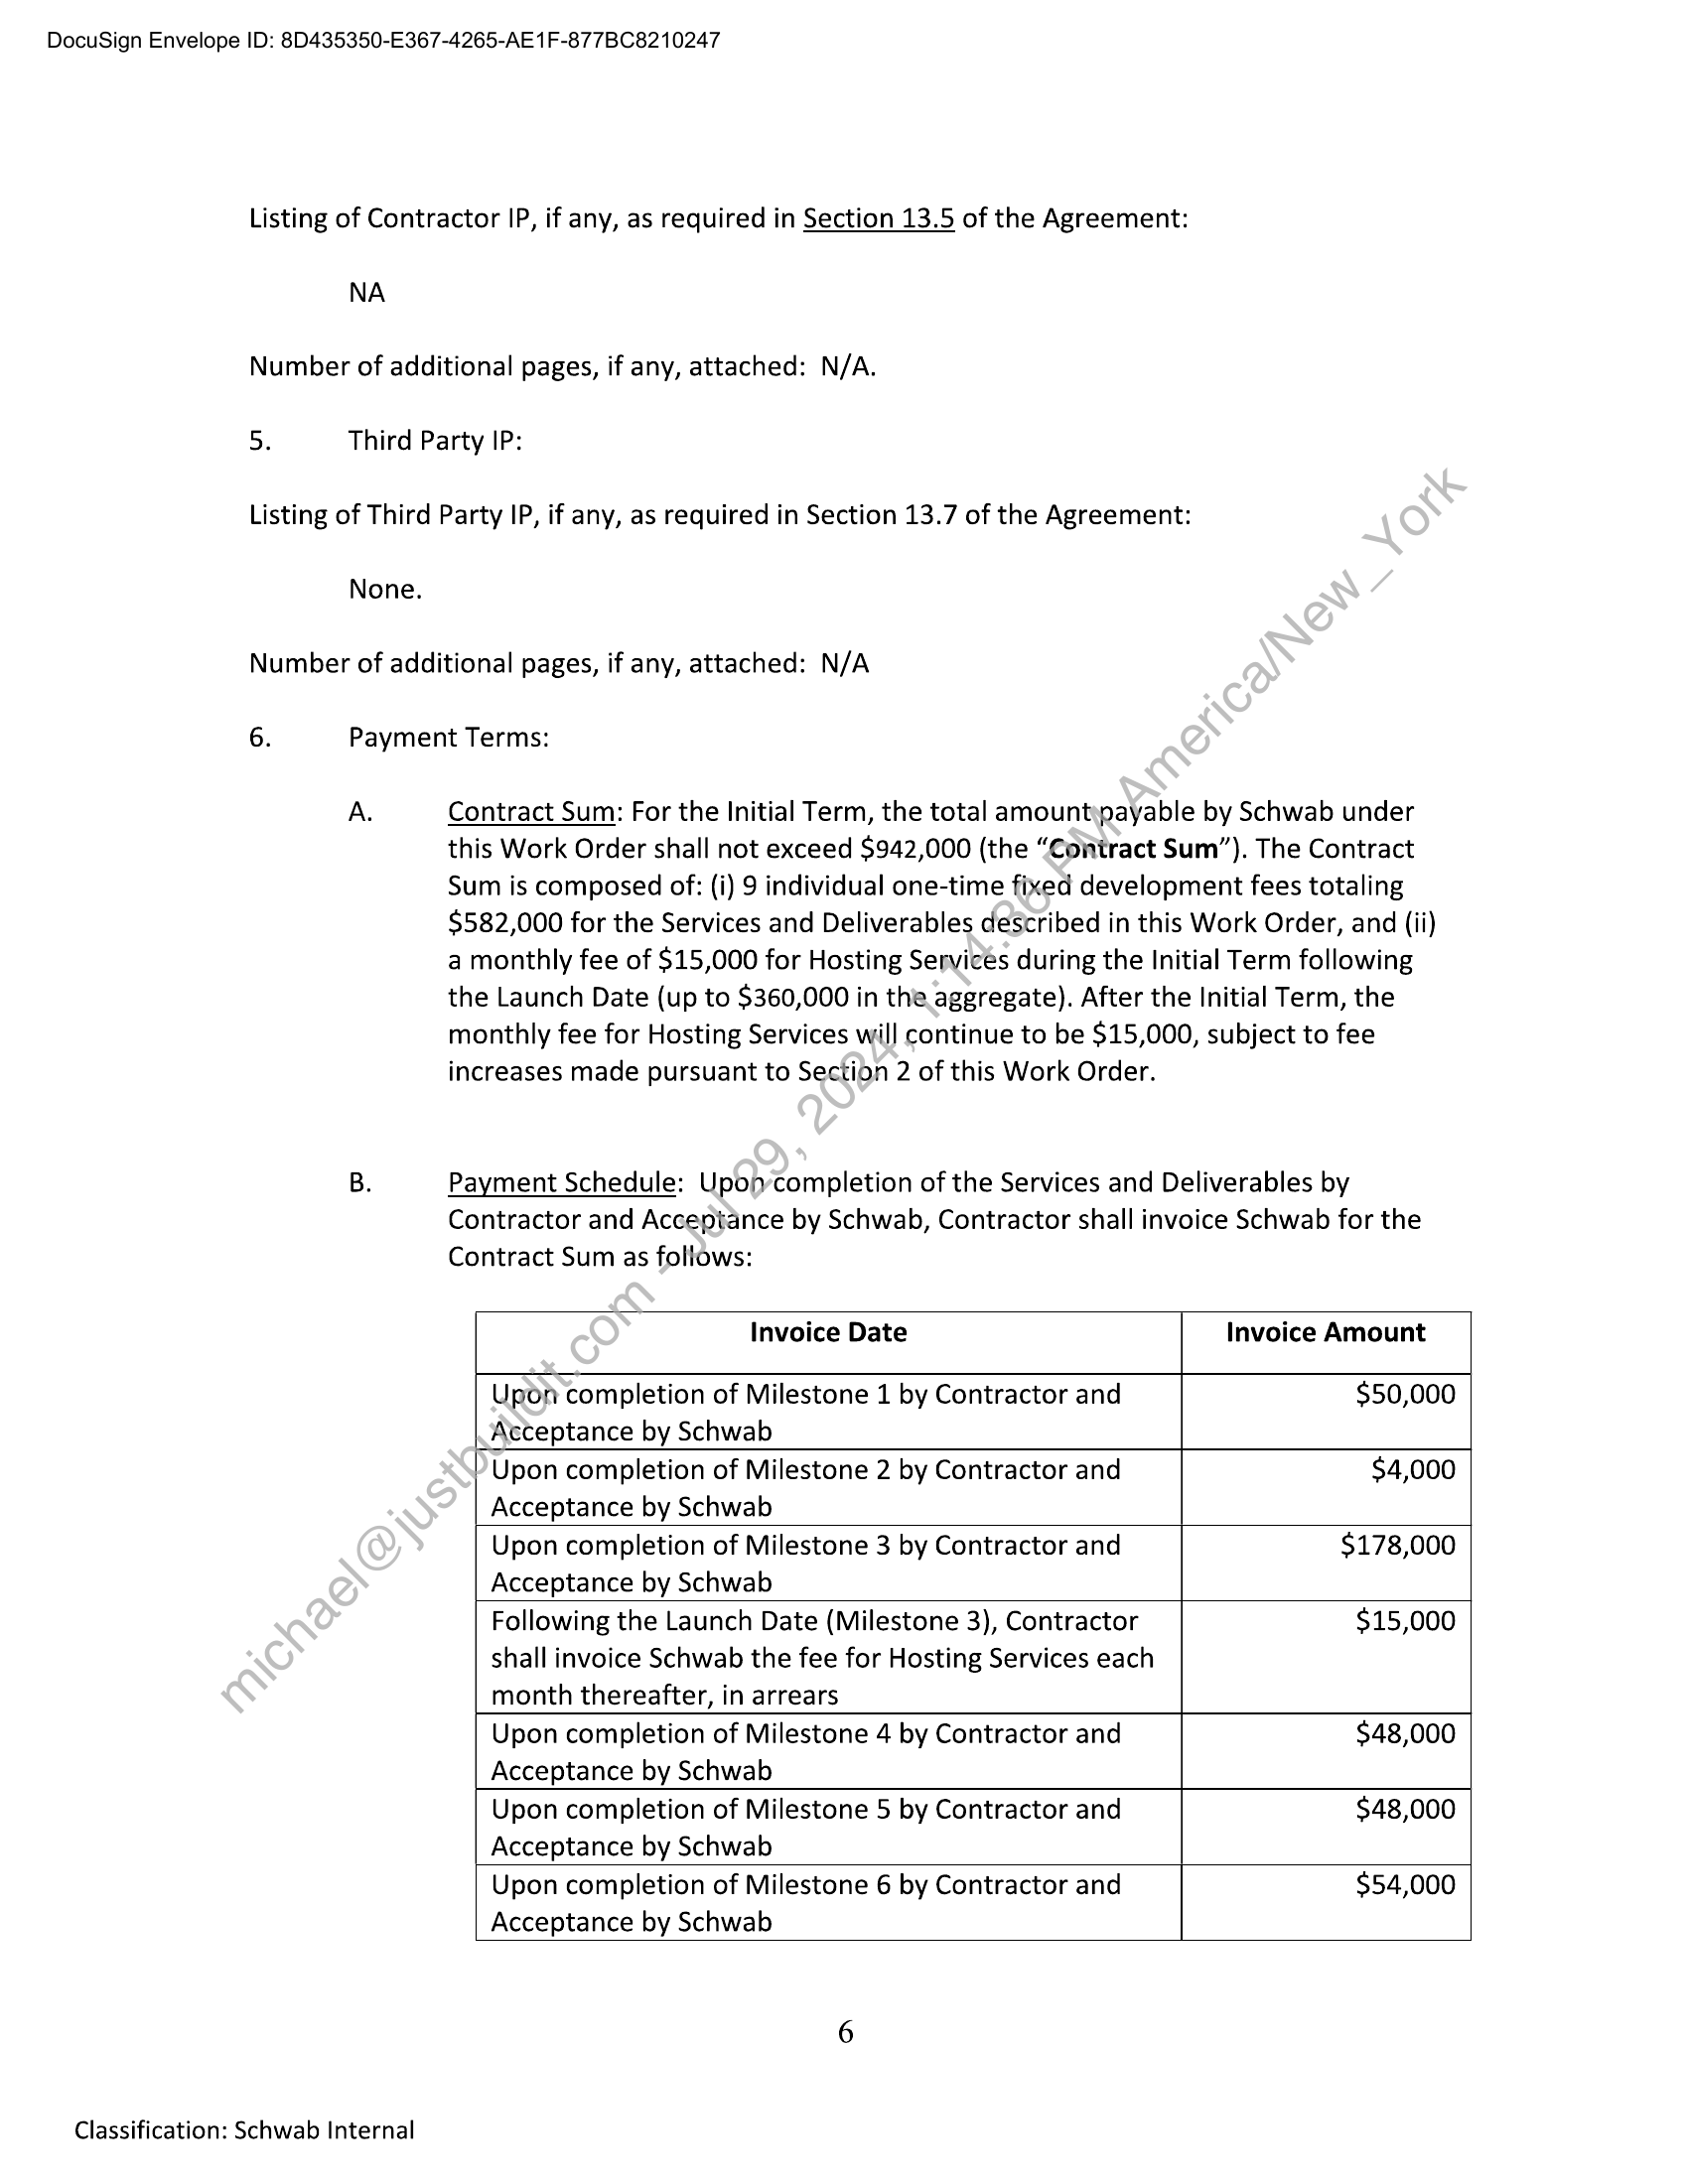 DocuSign Envelope ID: 8D435350-E367-4265-AE1F-877BC8210247
Listing of Contractor IP, if any, as required in Section 13.5 of the Agreement:
NA
Number of additional pages, if any, attached:  N/A.
5. Third Party IP:
Listing of Third Party IP, if any, as required in Section 13.7 of the Agreement:
None.
Number of additional pages, if any, attached:  N/A
6. Payment Terms:
A. Contract Sum: For the Initial Term, the total amount payable by Schwab under
this Work Order shall not exceed $942,000 (the “Contract Sum”). The Contract
Sum is composed of: (i) 9 individual one-time fixed development fees totaling
$582,000 for the Services and Deliverables described in this Work Order, and (ii)
a monthly fee of $15,000 for Hosting Services during the Initial Term following
the Launch Date (up to $360,000 in the aggregate). After the Initial Term, the
monthly fee for Hosting Services will continue to be $15,000, subject to fee
increases made pursuant to Section 2 of this Work Order.
B. Payment Schedule:  Upon completion of the Services and Deliverables by
Contractor and Acceptance by Schwab, Contractor shall invoice Schwab for the
Contract Sum as follows:
Invoice Date Invoice Amount
Upon completion of Milestone 1 by Contractor and $50,000
Acceptance by Schwab
Upon completion of Milestone 2 by Contractor and $4,000
Acceptance by Schwab
Upon completion of Milestone 3 by Contractor and $178,000
Acceptance by Schwab
Following the Launch Date (Milestone 3), Contractor $15,000
shall invoice Schwab the fee for Hosting Services each
month thereafter, in arrears
Upon completion of Milestone 4 by Contractor and $48,000
Acceptance by Schwab
Upon completion of Milestone 5 by Contractor and $48,000
Acceptance by Schwab
Upon completion of Milestone 6 by Contractor and $54,000
Acceptance by Schwab
michael@justbuildit.com - Jul 29, 2024, 1:14:36 PM America/New_York
6
Classification: Schwab Internal